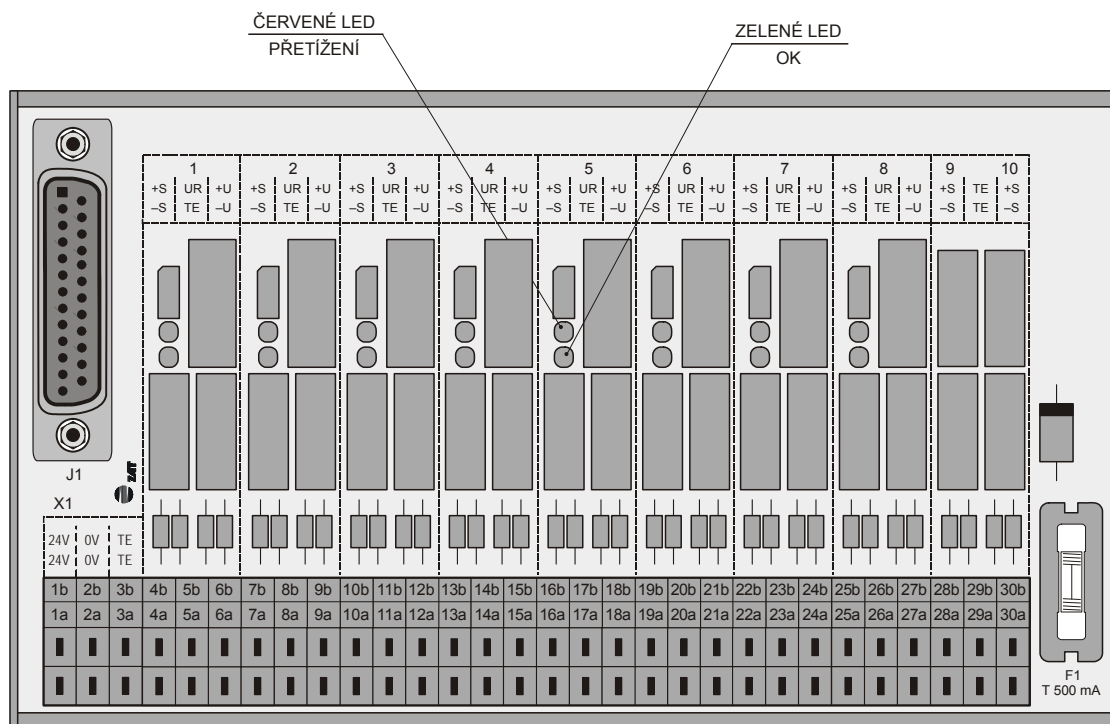 ČERVENÉ LED
PŘETÍŽENÍ
ZELENÉ LED
OK
1 2 3 4 5 6 7 8 9 10
+S UR +U +S UR +U +S UR +U +S UR +U +S UR +U +S UR +U +S UR +U +S UR +U +S TE +S
–S TE –U –S TE –U –S TE –U –S TE –U –S TE –U –S TE –U –S TE –U –S TE –U –S TE –S
J1
ZAT
X1
24V 0V TE
24V 0V TE
1b 2b 3b 4b 5b 6b 7b 8b 9b 10b 11b 12b 13b 14b 15b 16b 17b 18b 19b 20b 21b 22b 23b 24b 25b 26b 27b 28b 29b 30b
1a 2a 3a 4a 5a 6a 7a 8a 9a 10a 11a 12a 13a 14a 15a 16a 17a 18a 19a 20a 21a 22a 23a 24a 25a 26a 27a 28a 29a 30a
F1
T 500 mA